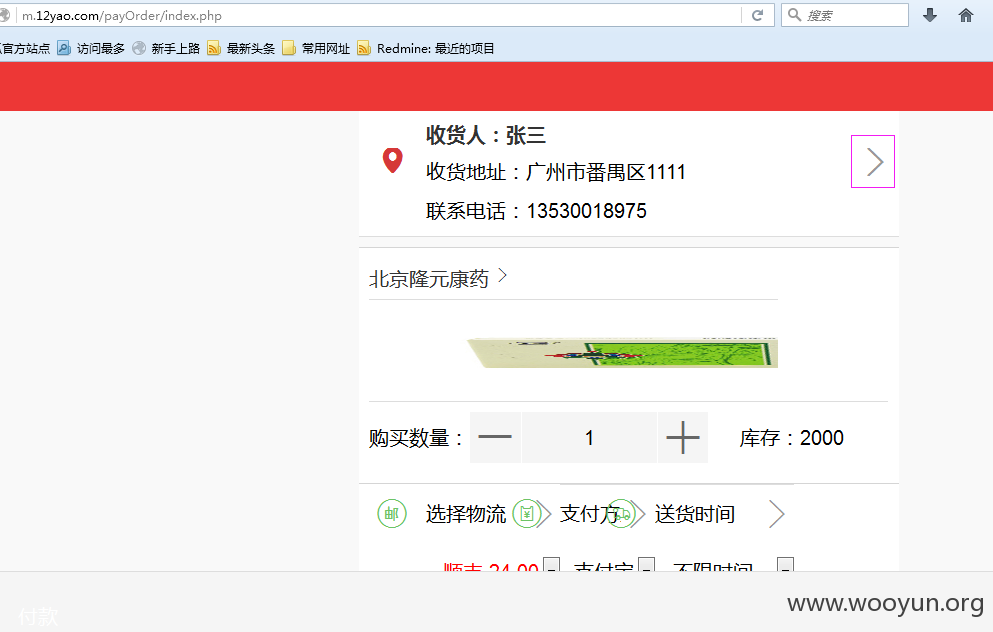 m.12yao.com/payOrder/index.php 搜索
官方站点 访问最多 新手上路 最新头条 常用网址 Redmine: 最近的项目
收货人：张三
收货地址：广州市番禺区1111
联系电话：13530018975
北京隆元康药
购买数量： 1 库存：2000
邮 选择物流 支付方 送货时间
顺丰 24.00 支付宝 不限时间
付款
www.wooyun.org